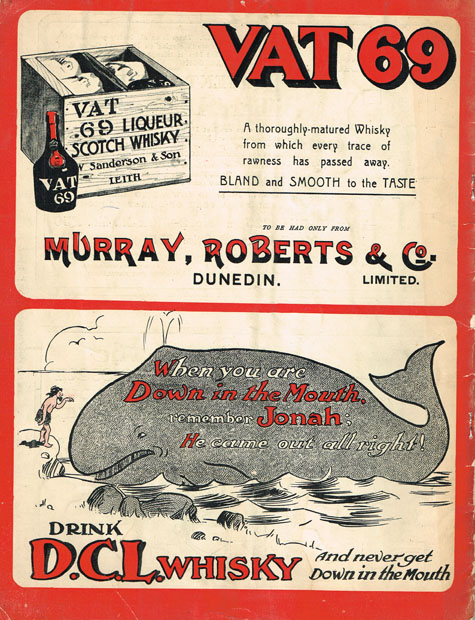 VAT 69
VAT
.69 LIQUEUR
SCOTCH WHISKY
W Sanderson & Son
LEITH
VAT
69
A thoroughly-matured Whisky
from which every trace of
rawness has passed away.
BLAND and SMOOTH to the TASTE
TO BE HAD ONLY FROM
MURRAY, ROBERTS & Co.
DUNEDIN. LIMITED.
When you are
Down in the Mouth,
remember Jonah;
He came out all right!
DRINK
D.C.L. WHISKY
And never get
Down in the Mouth